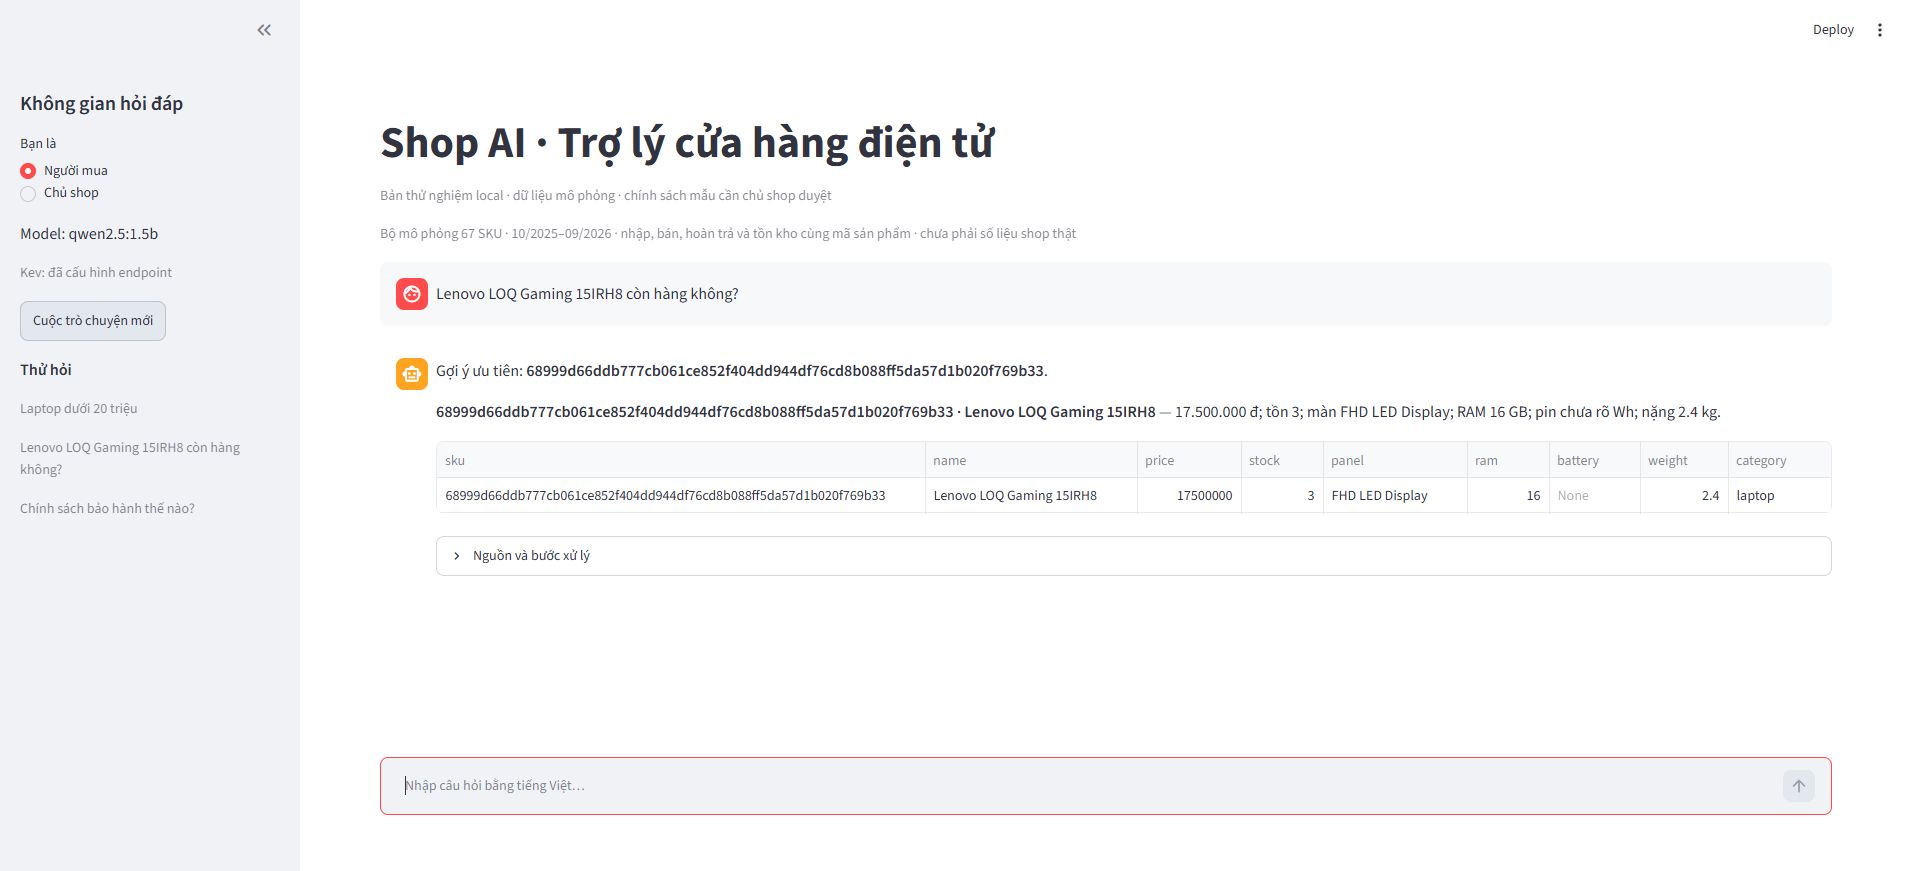 Deploy
Không gian hỏi đáp
Bạn là
Người mua
Chủ shop
Model: qwen2.5:1.5b
Kev: đã cấu hình endpoint
Cuộc trò chuyện mới
Thử hỏi
Laptop dưới 20 triệu
Lenovo LOQ Gaming 15IRH8 còn hàng
không?
Chính sách bảo hành thế nào?
Shop AI · Trợ lý cửa hàng điện tử
Bản thử nghiệm local · dữ liệu mô phỏng · chính sách mẫu cần chủ shop duyệt
Bộ mô phỏng 67 SKU · 10/2025–09/2026 · nhập, bán, hoàn trả và tồn kho cùng mã sản phẩm · chưa phải số liệu shop thật
Lenovo LOQ Gaming 15IRH8 còn hàng không?
Gợi ý ưu tiên: 68999d66ddb777cb061ce852f404dd944df76cd8b088ff5da57d1b020f769b33.
68999d66ddb777cb061ce852f404dd944df76cd8b088ff5da57d1b020f769b33 · Lenovo LOQ Gaming 15IRH8 — 17.500.000 đ; tồn 3; màn FHD LED Display; RAM 16 GB; pin chưa rõ Wh; nặng 2.4 kg.
sku name price stock panel ram battery weight category
68999d66ddb777cb061ce852f404dd944df76cd8b088ff5da57d1b020f769b33 Lenovo LOQ Gaming 15IRH8 17500000 3 FHD LED Display 16 None 2.4 laptop
Nguồn và bước xử lý
Nhập câu hỏi bằng tiếng Việt...